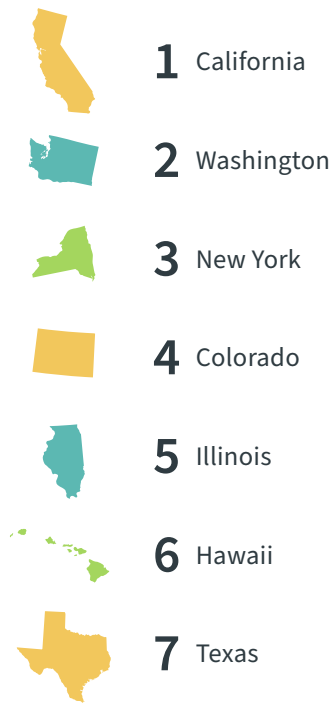 1 California
2 Washington
3 New York
4 Colorado
5 Illinois
6 Hawaii
7 Texas